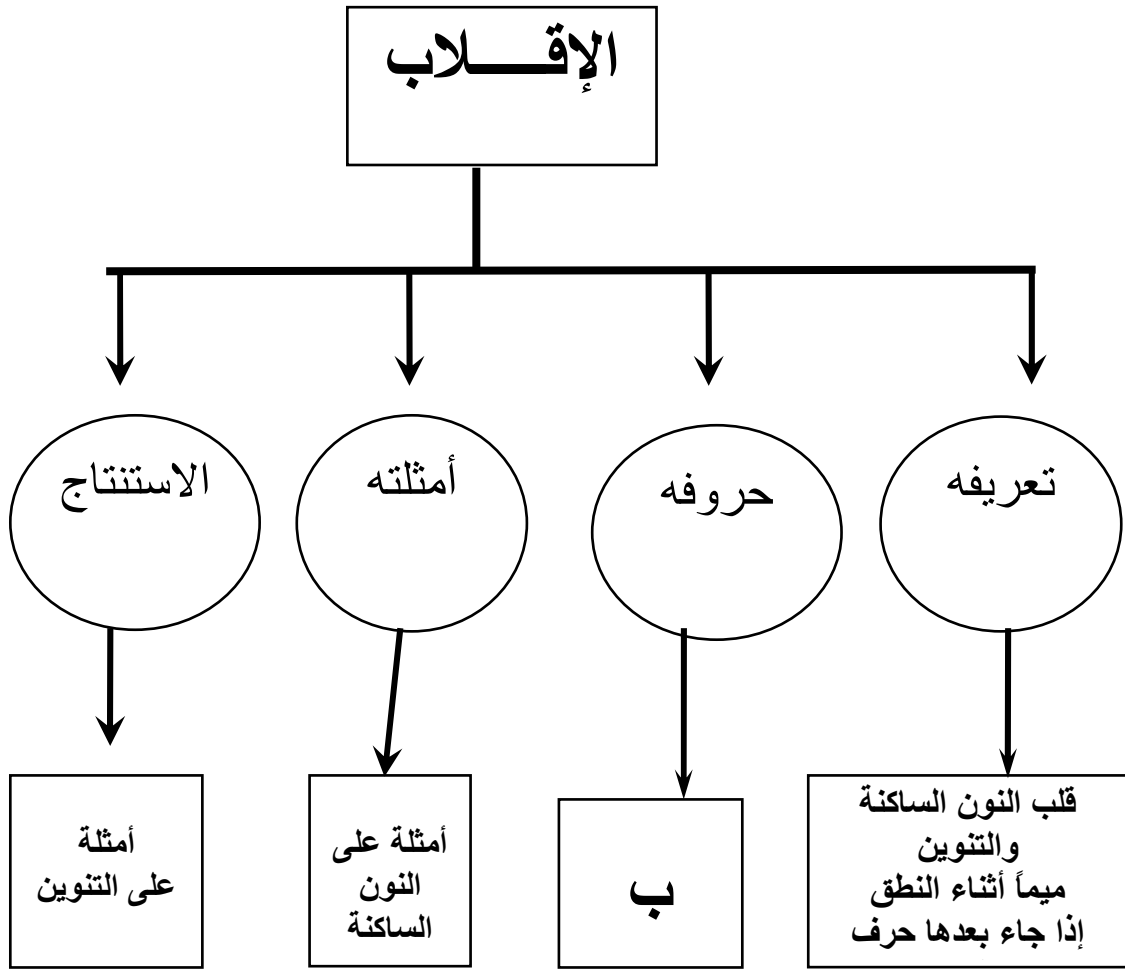 الإقـــــلاب
تعريفه
حروفه
أمثلته
الاستنتاج
قلب النون الساكنة
والتنوين
ميماً أثناء النطق
إذا جاء بعدها حرف
ب
أمثلة على
النون
الساكنة
أمثلة
على التنوين